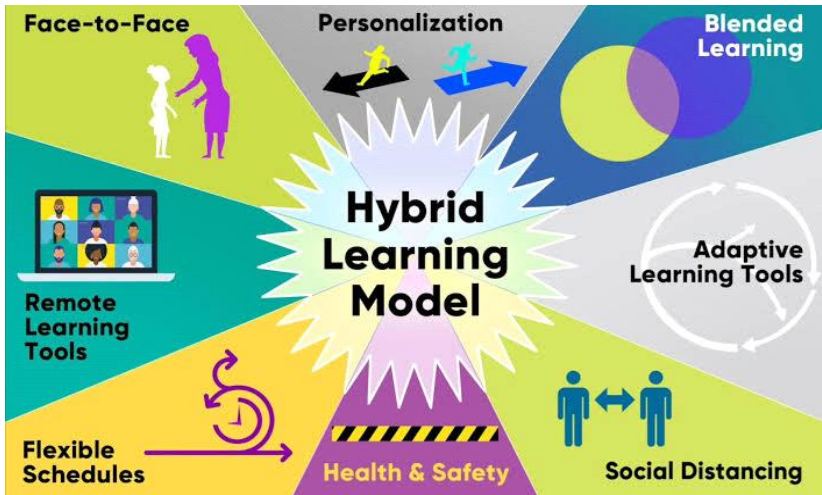 Face-to-Face
Personalization
Blended
Learning
Hybrid
Learning
Model
Adaptive
Learning Tools
Remote
Learning
Tools
Flexible
Schedules
Health & Safety
Social Distancing